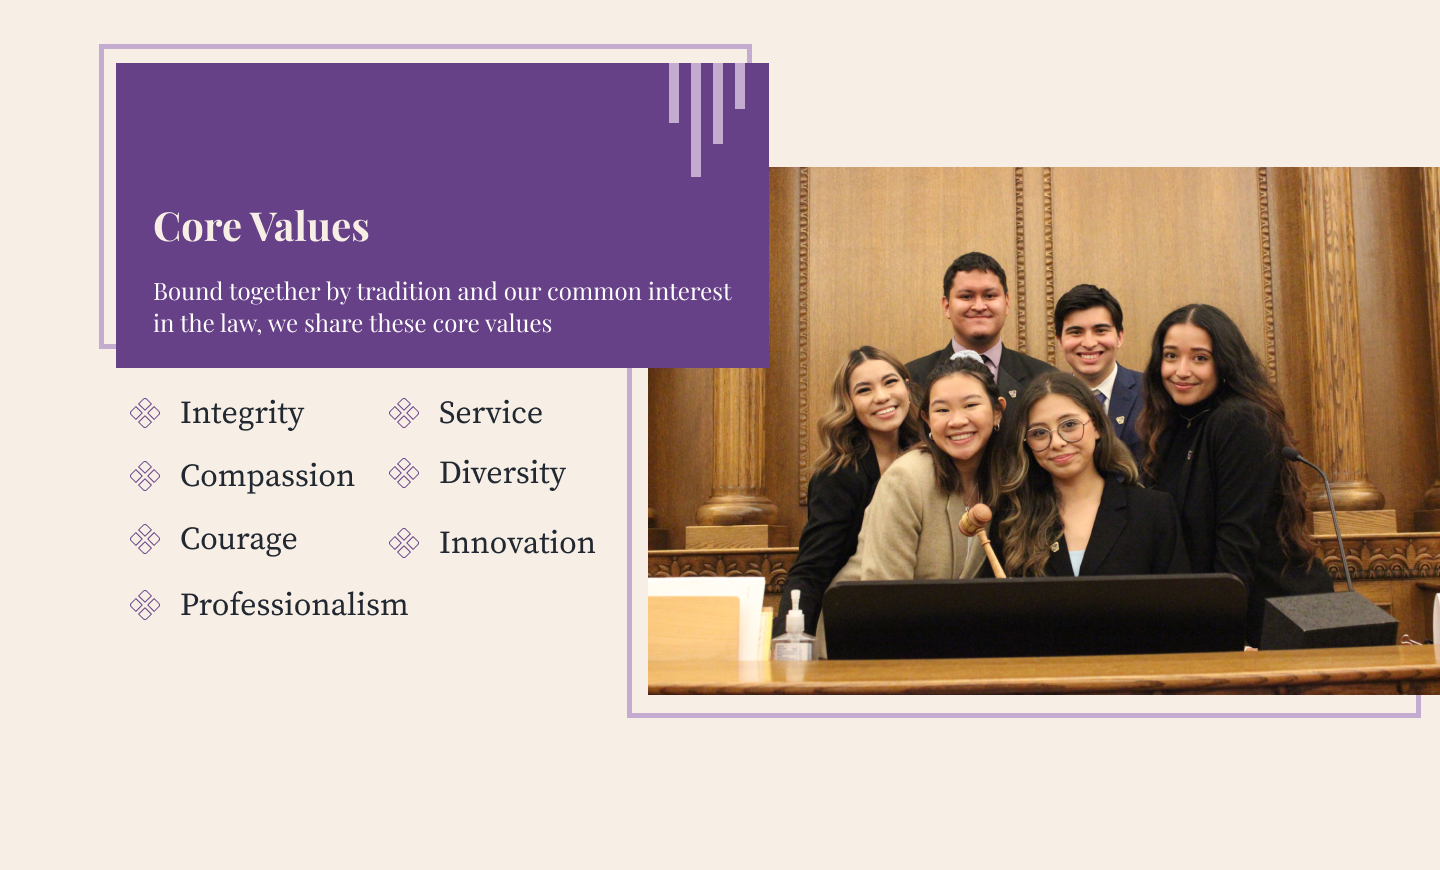 Core Values
Bound together by tradition and our common interest
in the law, we share these core values
Integrity
Compassion
Courage
Professionalism
Service
Diversity
Innovation